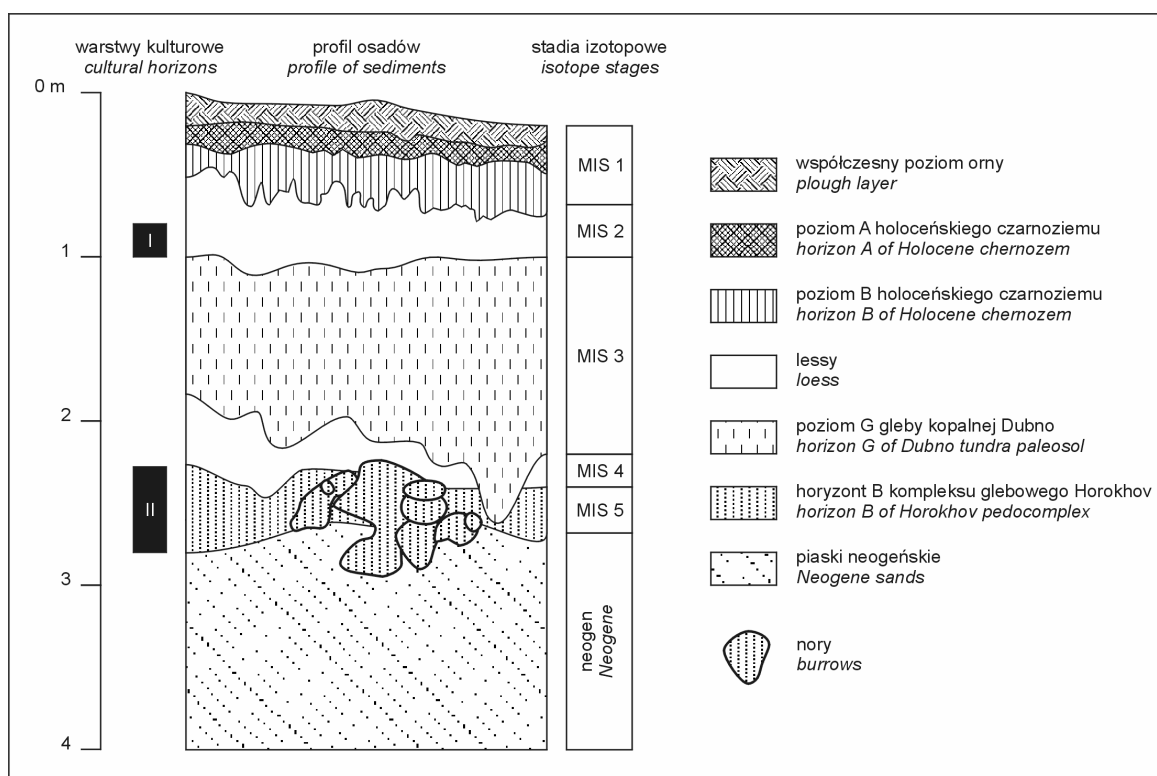 warstwy kulturowe
cultural horizons
profil osadów
profile of sediments
stadia izotopowe
isotope stages
0 m
1
2
3
4
I
II
MIS 1
MIS 2
MIS 3
MIS 4
MIS 5
neogen
Neogene
współczesny poziom orny
plough layer
poziom A holoceńskiego czarnoziemu
horizon A of Holocene chernozem
poziom B holoceńskiego czarnoziemu
horizon B of Holocene chernozem
lessy
loess
poziom G gleby kopalnej Dubno
horizon G of Dubno tundra paleosol
horyzont B kompleksu glebowego Horokhov
horizon B of Horokhov pedocomplex
piaski neogeńskie
Neogene sands
nory
burrows